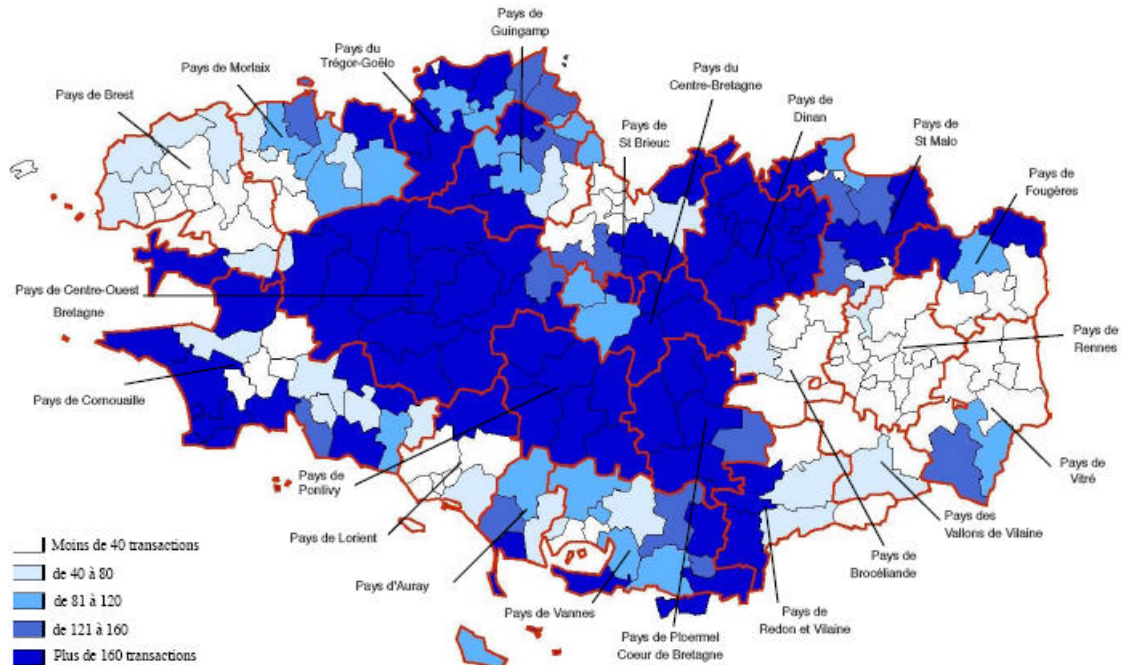 Pays de
Guingamp
Pays du
Trégor-Goëlo
Pays de Morlaix
Pays de Brest
Pays du
Centre-Bretagne
Pays de
Dinan
Pays de
St Brieuc
Pays de
St Malo
Pays de
Fougères
Pays de Centre-Ouest
Bretagne
Pays de
Rennes
Pays de Cornouaille
Pays de
Pontivy
Pays de
Vitré
Pays de Lorient
Pays des
Vallons de Vilaine
Pays de
Brocéliande
Pays d'Auray
Pays de Vannes
Pays de
Redon et Vilaine
Pays de Ploermel
Coeur de Bretagne
Moins de 40 transactions
de 40 à 80
de 81 à 120
de 121 à 160
Plus de 160 transactions